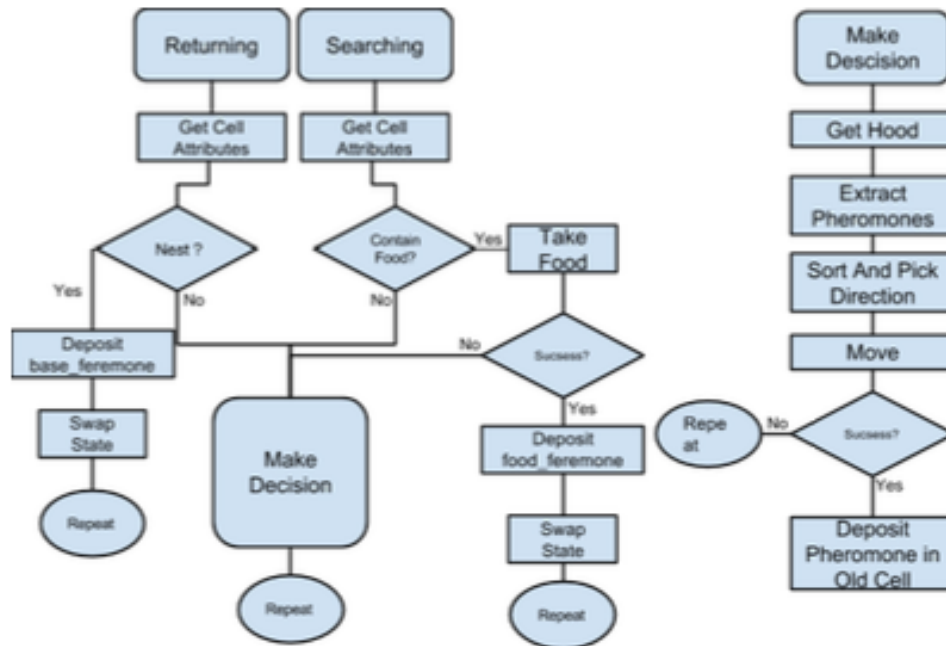 Returning
Searching
Get Cell
Attributes
Get Cell
Attributes
Nest ?
Yes
No
Contain
Food?
Yes
No
Take
Food
Deposit
base_feremone
Swap
State
Repeat
Make
Decision
Repeat
No
Sucsess?
Yes
Deposit
food_feremone
Swap
State
Repeat
Make
Descision
Get Hood
Extract
Pheromones
Sort And Pick
Direction
Move
Sucsess?
No
Repe
at
Yes
Deposit
Pheromone in
Old Cell